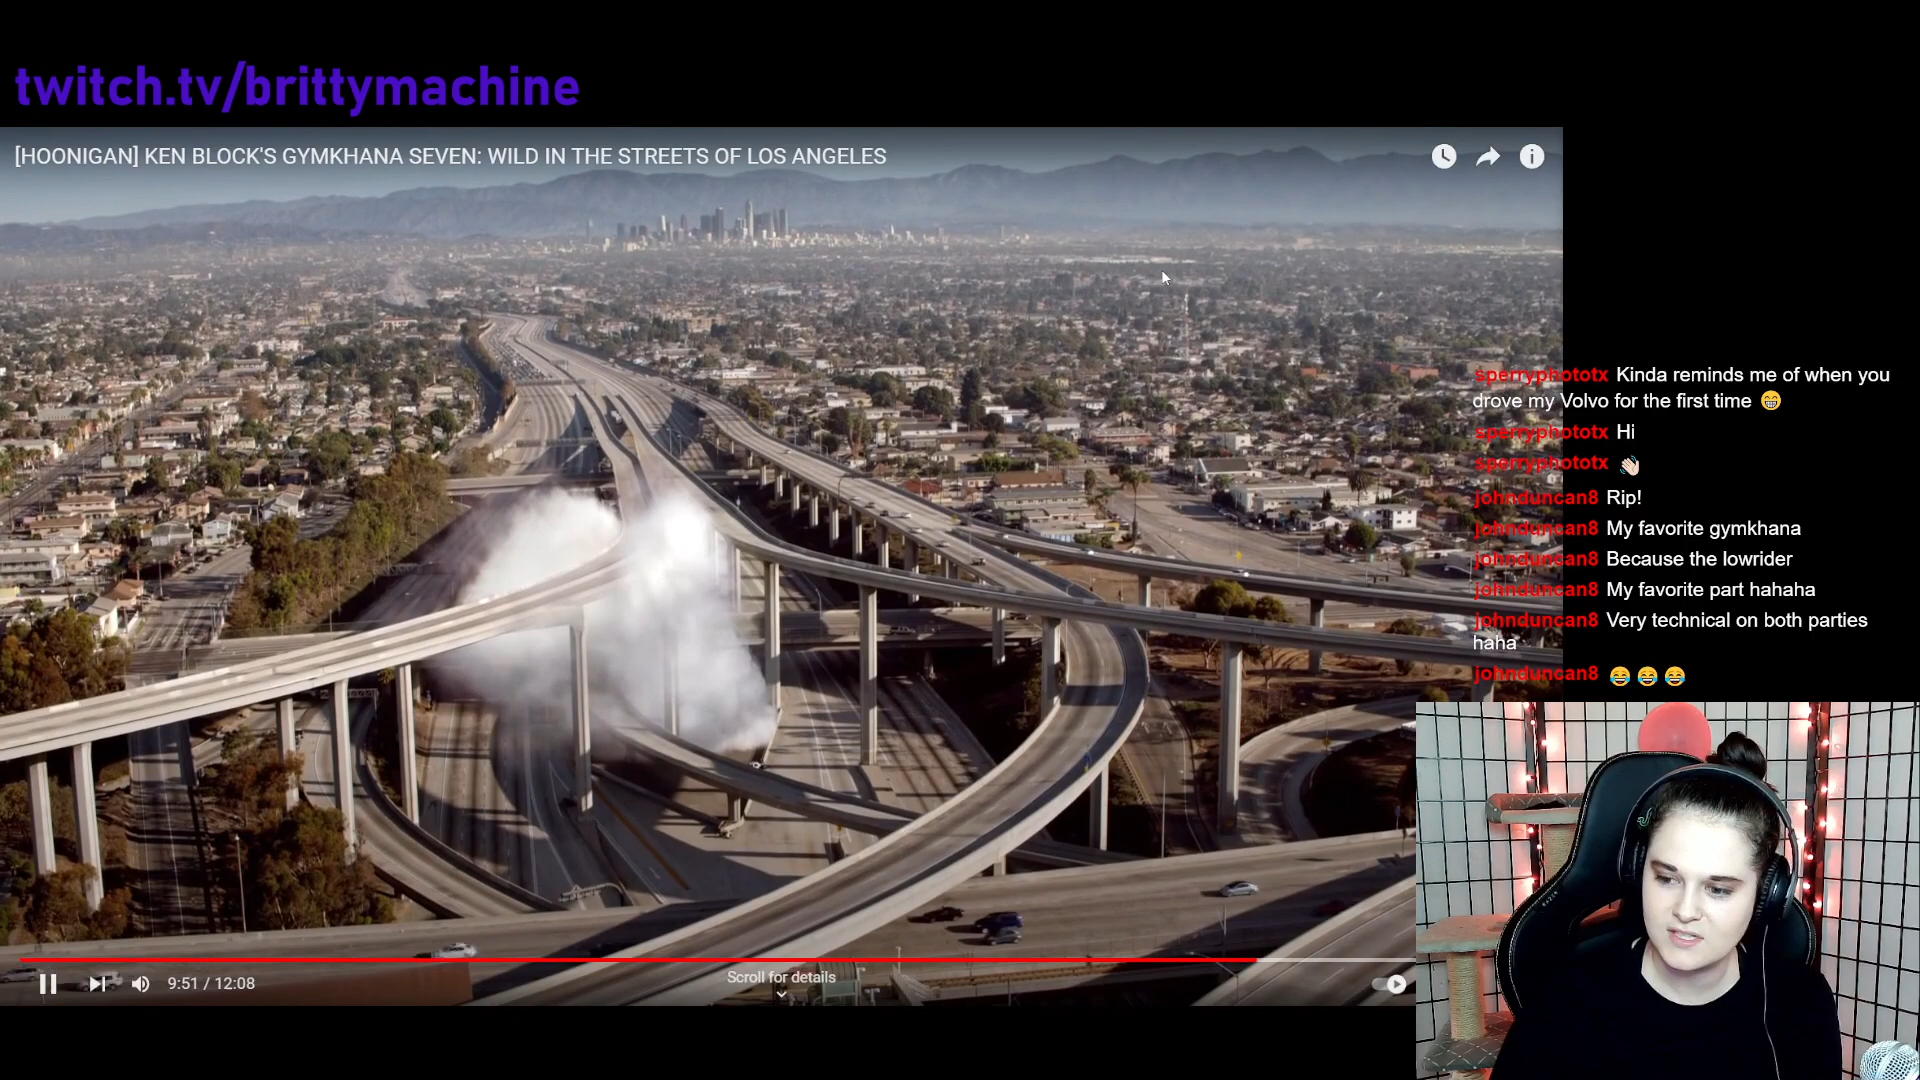 twitch.tv/brittymachine
[HOONIGAN] KEN BLOCK'S GYMKHANA SEVEN: WILD IN THE STREETS OF LOS ANGELES
sperryphototx Kinda reminds me of when you
drove my Volvo for the first time 😁
sperryphototx Hi
sperryphototx 👋🏻
johnduncan8 Rip!
johnduncan8 My favorite gymkhana
johnduncan8 Because the lowrider
johnduncan8 My favorite part hahaha
johnduncan8 Very technical on both parties
haha
johnduncan8 😂 😂 😂
9:51 / 12:08
Scroll for details